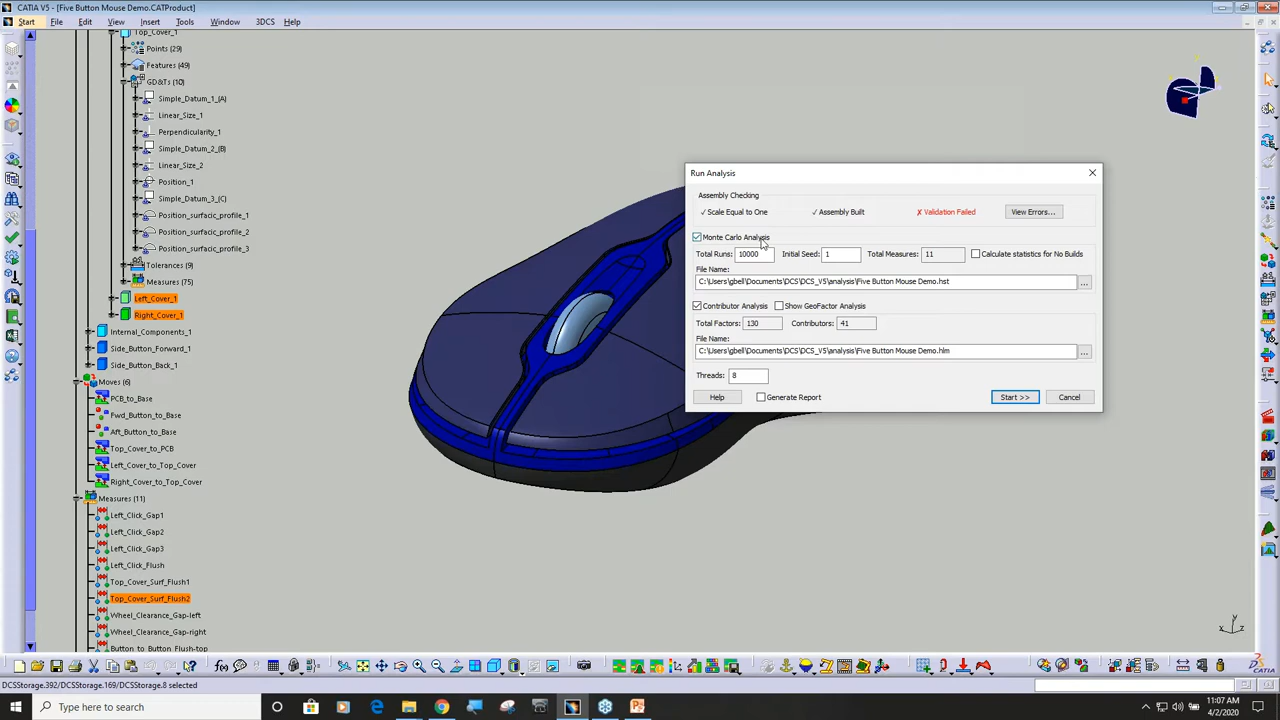 CATIA V5 - [Five Button Mouse Demo.CATProduct]
Start File Edit View Insert Tools Window 3DCS Help
Top_Cover_1
Points (29)
Features (49)
GD&Ts (10)
Simple_Datum_1_(A)
Linear_Size_1
Perpendicularity_1
Simple_Datum_2_(B)
Linear_Size_2
Position_1
Simple_Datum_3_(C)
Position_surfacic_profile_1
Position_surfacic_profile_2
Position_surfacic_profile_3
Tolerances (9)
Measures (75)
Left_Cover_1
Right_Cover_1
Internal_Components_1
Side_Button_Forward_1
Side_Button_Back_1
Moves (6)
PCB_to_Base
Fwd_Button_to_Base
Aft_Button_to_Base
Top_Cover_to_PCB
Left_Cover_to_Top_Cover
Right_Cover_to_Top_Cover
Measures (11)
Left_Click_Gap1
Left_Click_Gap2
Left_Click_Gap3
Left_Click_Flush
Top_Cover_Surf_Flush1
Top_Cover_Surf_Flush2
Wheel_Clearance_Gap-left
Wheel_Clearance_Gap-right
Button_to_Button_Flush-top
Run Analysis
Assembly Checking
✓ Scale Equal to One ✓ Assembly Built ✗ Validation Failed View Errors...
Monte Carlo Analysis
Total Runs: 10000 Initial Seed: 1 Total Measures: 11 Calculate statistics for No Builds
File Name:
C:\Users\gbell\Documents\DCS\DCS_V5\analysis\Five Button Mouse Demo.hst ...
Contributor Analysis Show GeoFactor Analysis
Total Factors: 130 Contributors: 41
File Name:
C:\Users\gbell\Documents\DCS\DCS_V5\analysis\Five Button Mouse Demo.hlm ...
Threads: 8
Help Generate Report Start >> Cancel
z
x y
f(x)
CATIA
DCSStorage.392/DCSStorage.169/DCSStorage.8 selected
Type here to search
11:07 AM
4/2/2020